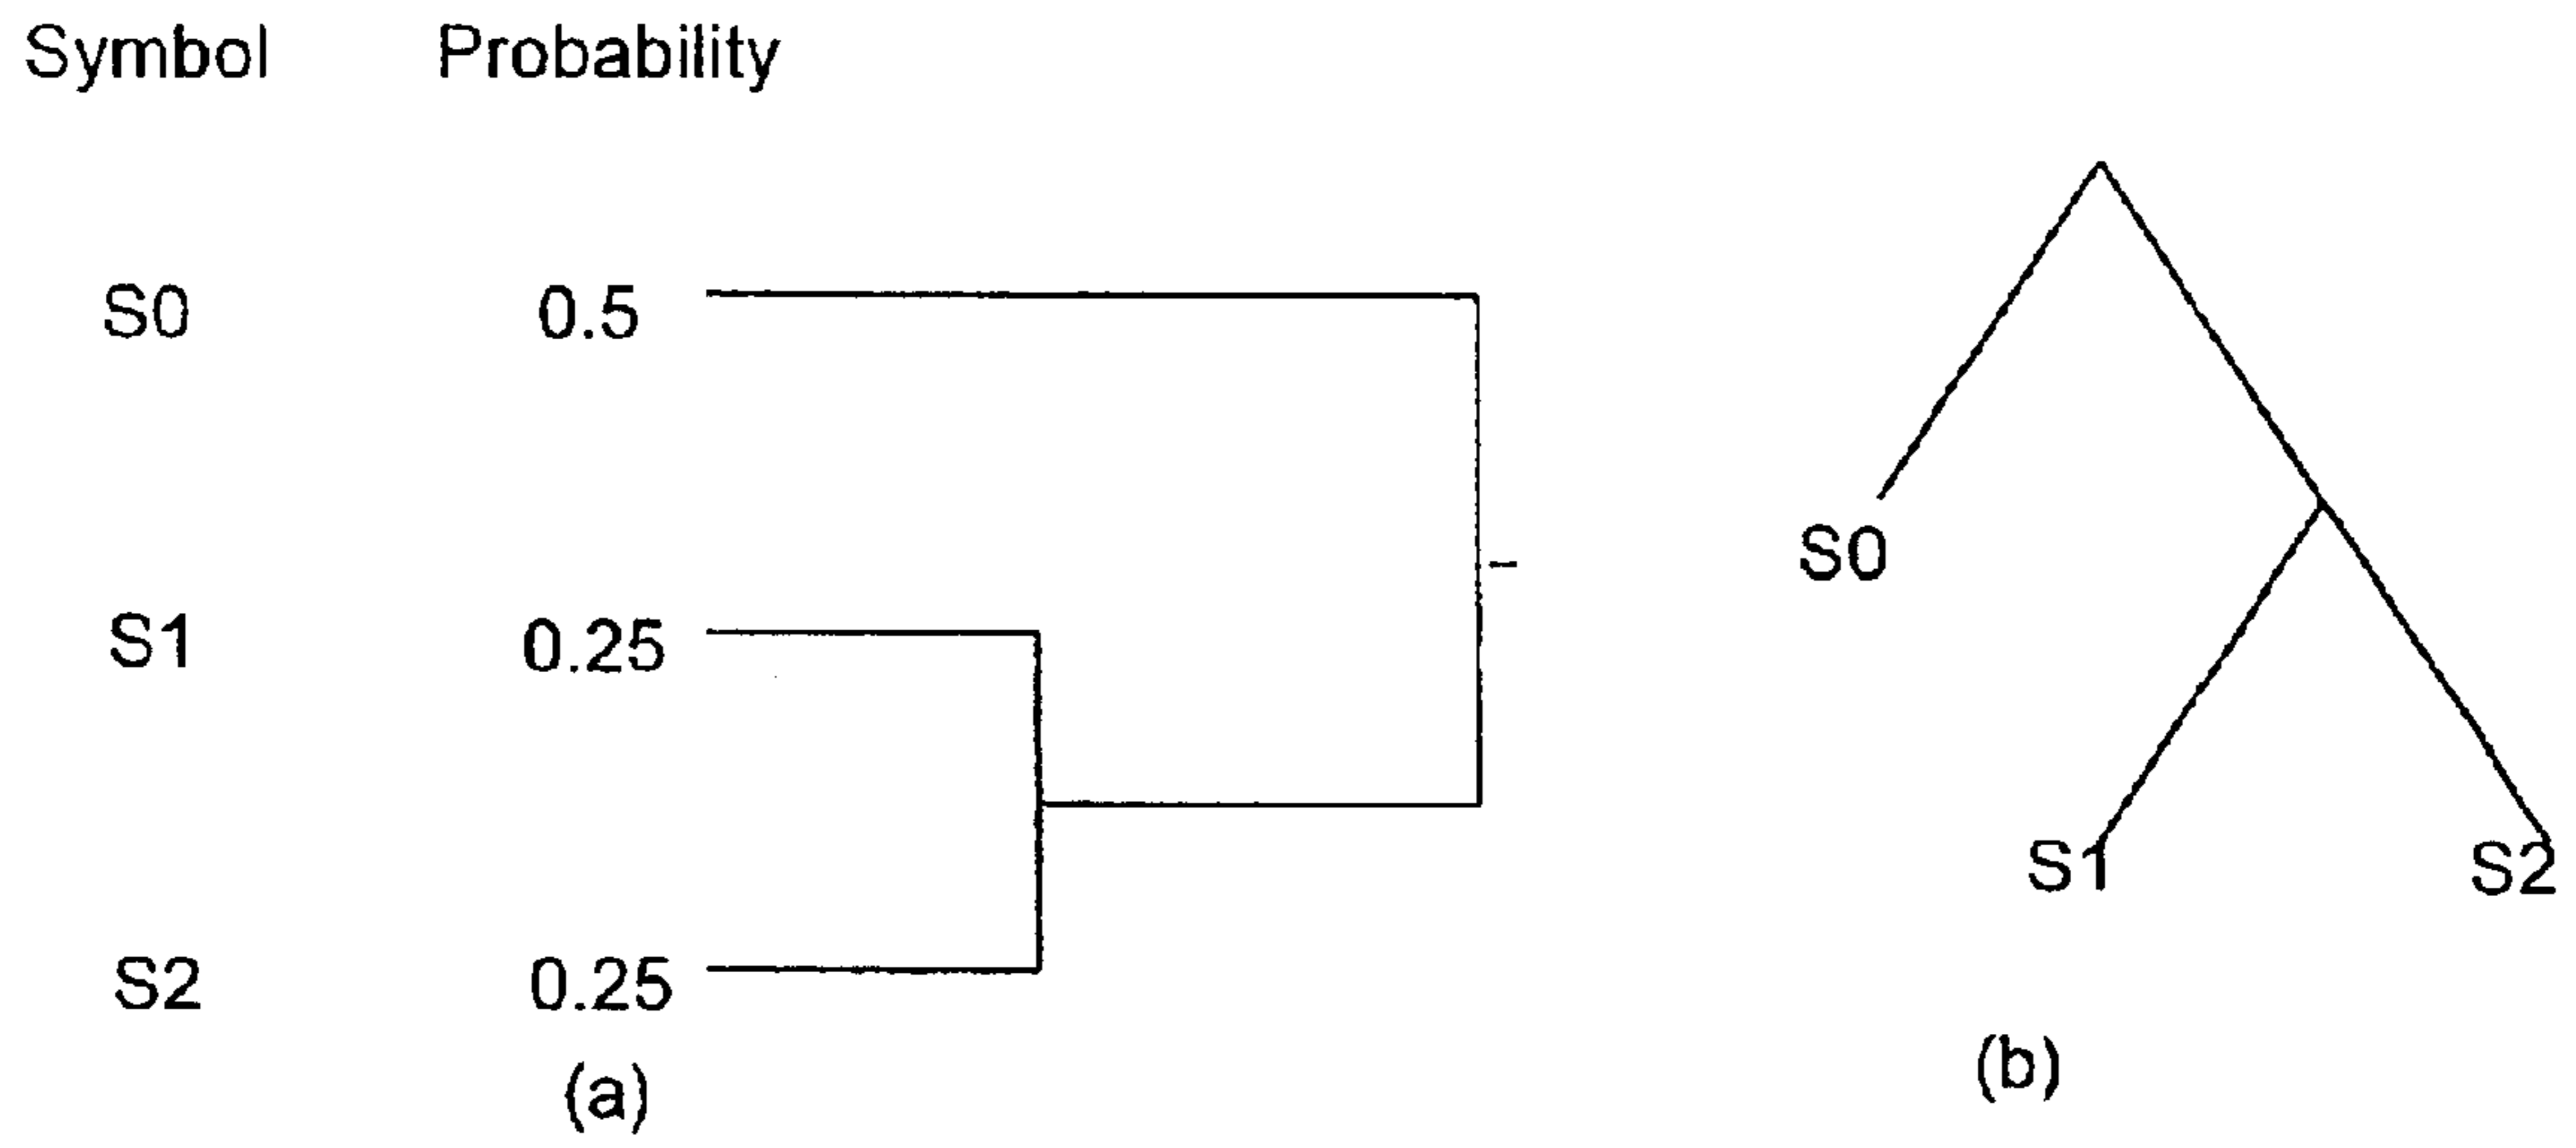 Symbol Probability
S0 0.5
S1 0.25
S2 0.25
(a)
S0
S1 S2
(b)